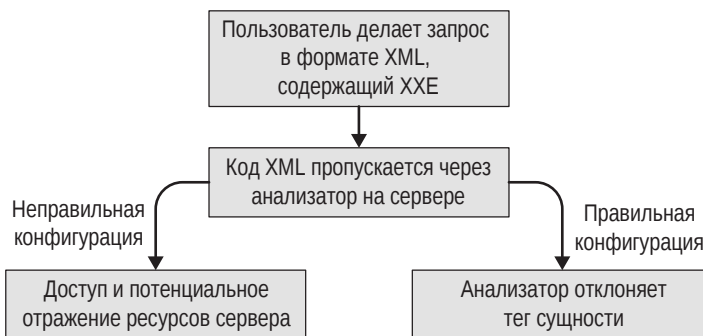 Пользователь делает запрос
в формате XML,
содержащий XXE
Код XML пропускается через
анализатор на сервере
Неправильная
конфигурация
Правильная
конфигурация
Доступ и потенциальное
отражение ресурсов сервера
Анализатор отклоняет
тег сущности